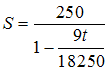 S = 250 / (1 - 9t / 18250)